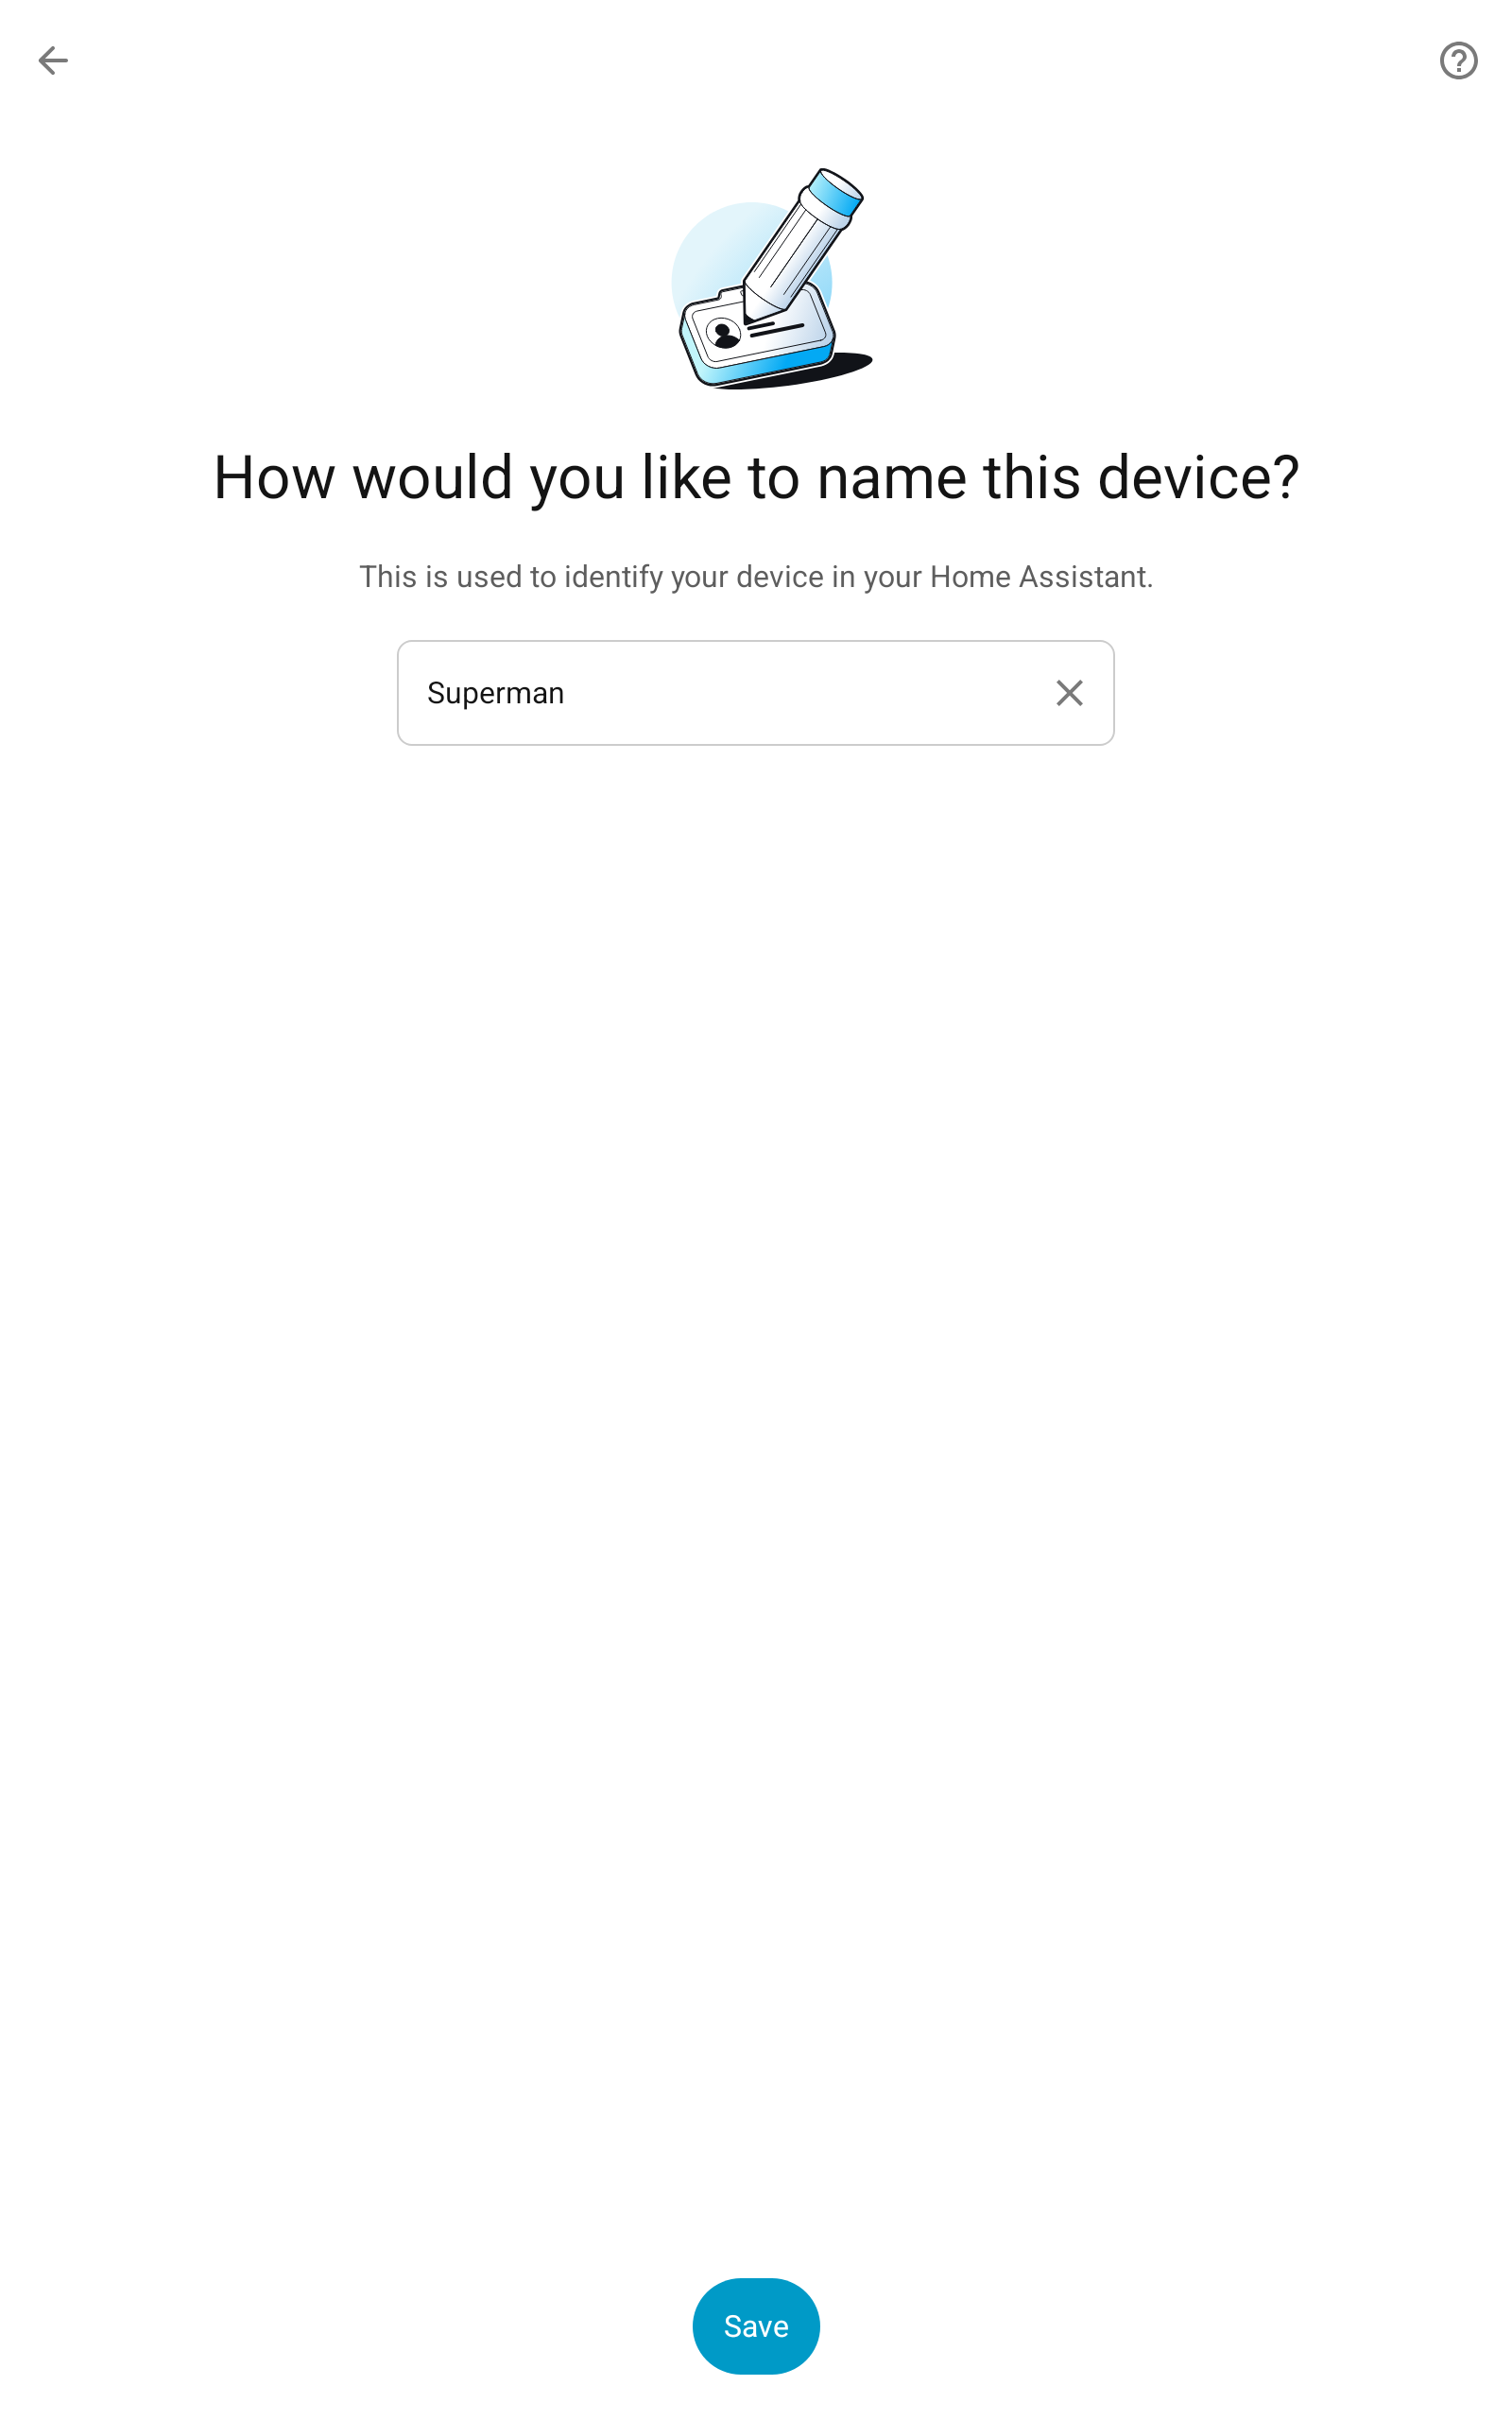 How would you like to name this device?
This is used to identify your device in your Home Assistant.
Superman
Save